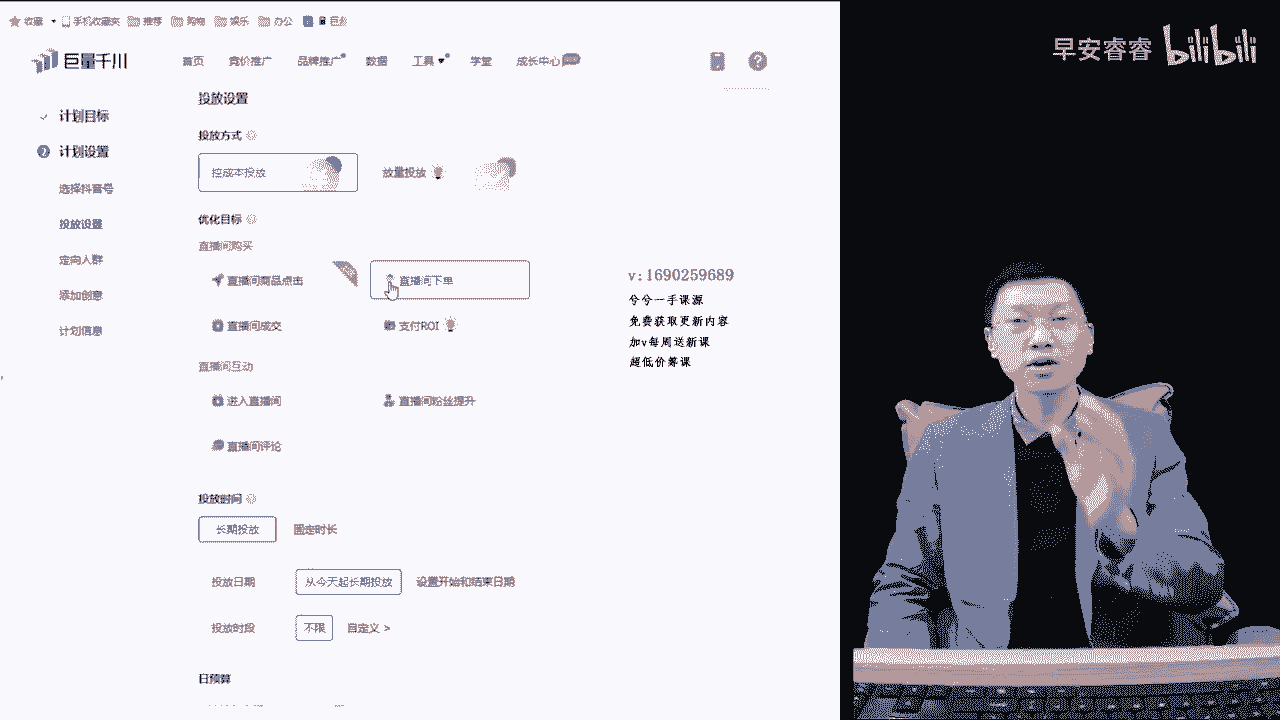 收藏 手机收藏夹 推荐 购物 娱乐 办公
巨量千川 首页 竞价推广 品牌推广 数据 工具 学堂 成长中心
早安睿睿 bilibili
计划目标
计划设置
选择抖音号
投放设置
定向人群
添加创意
计划信息
投放设置
投放方式
控成本投放 放量投放
优化目标
直播间购买
直播间商品点击 直播间下单
直播间成交 支付ROI
直播间互动
进入直播间 直播间粉丝提升
直播间评论
投放时间
长期投放 固定时长
投放日期 从今天起长期投放 设置开始和结束日期
投放时段 不限 自定义 >
日预算
v:1690259689
兮兮一手课源
免费获取更新内容
加v每周送新课
超低价筹课